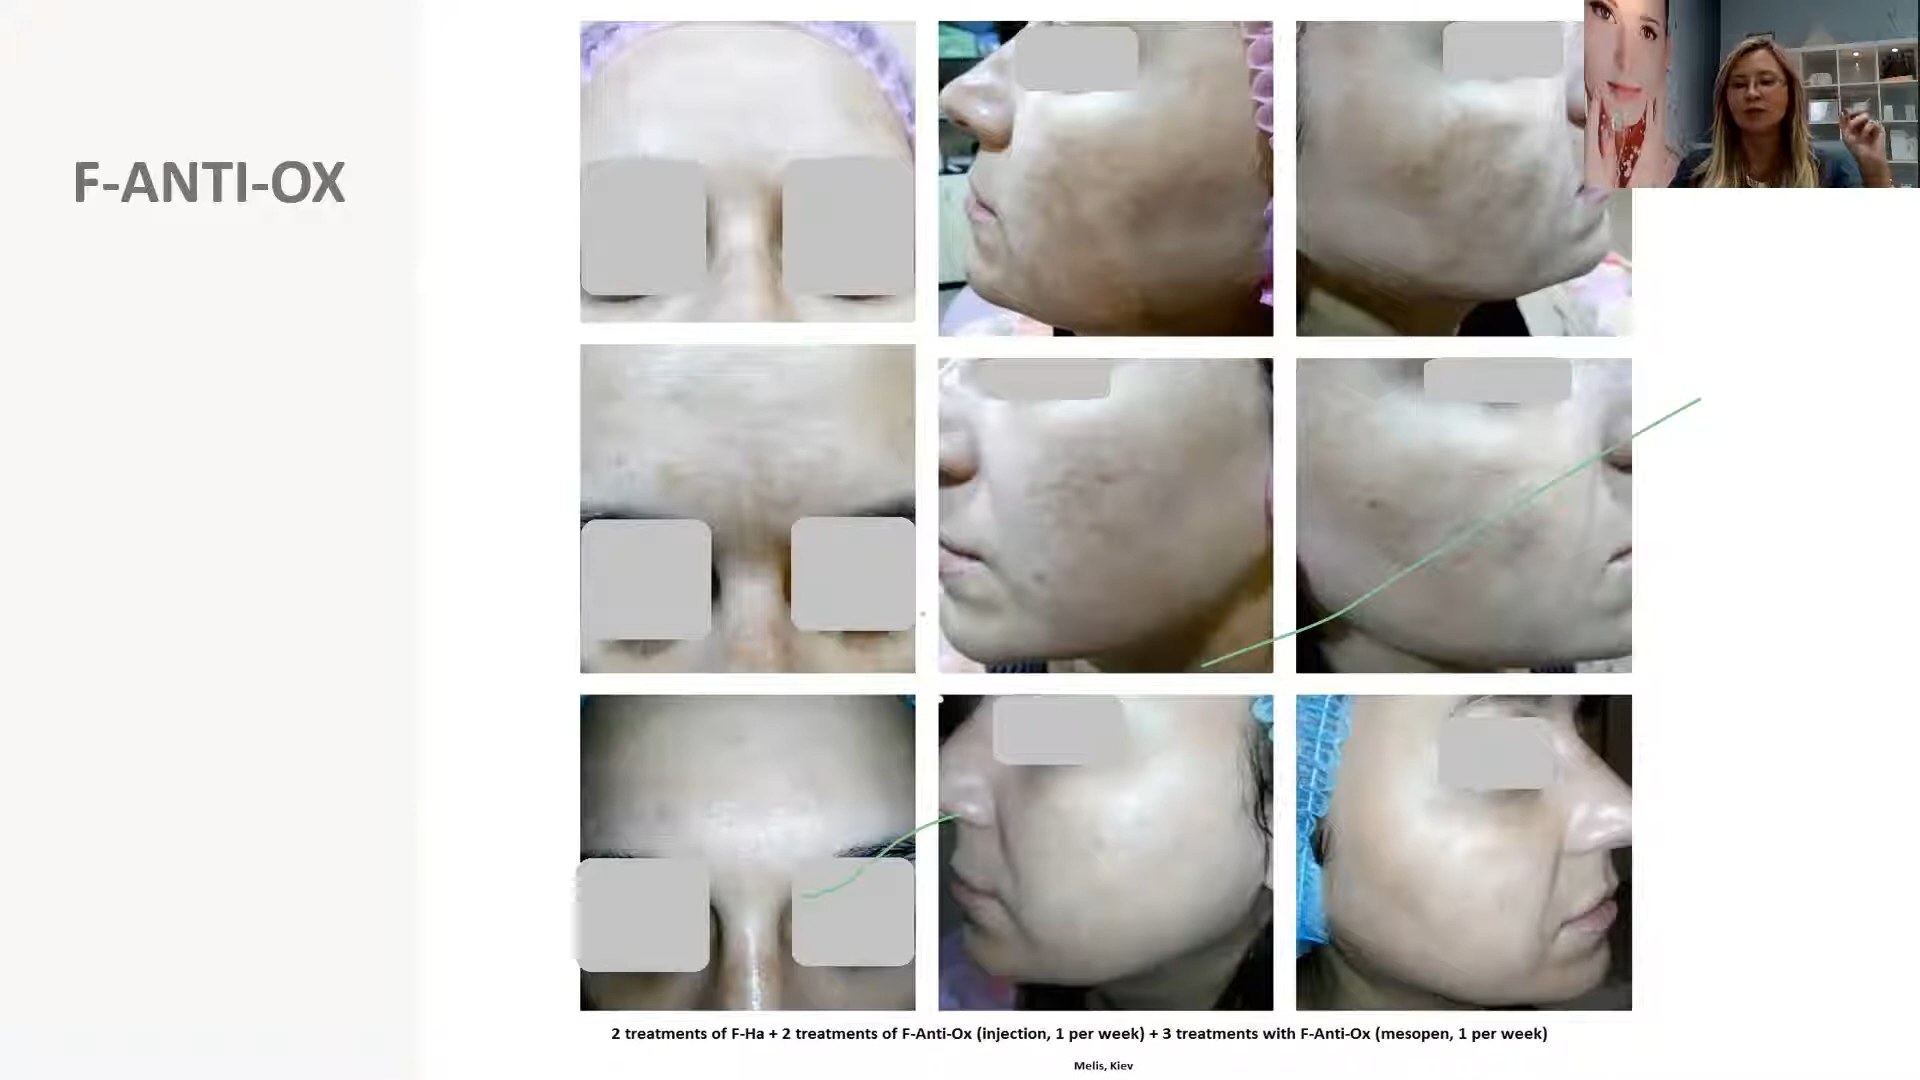 F-ANTI-OX
2 treatments of F-Ha + 2 treatments of F-Anti-Ox (injection, 1 per week) + 3 treatments with F-Anti-Ox (mesopen, 1 per week)
Melis, Kiev